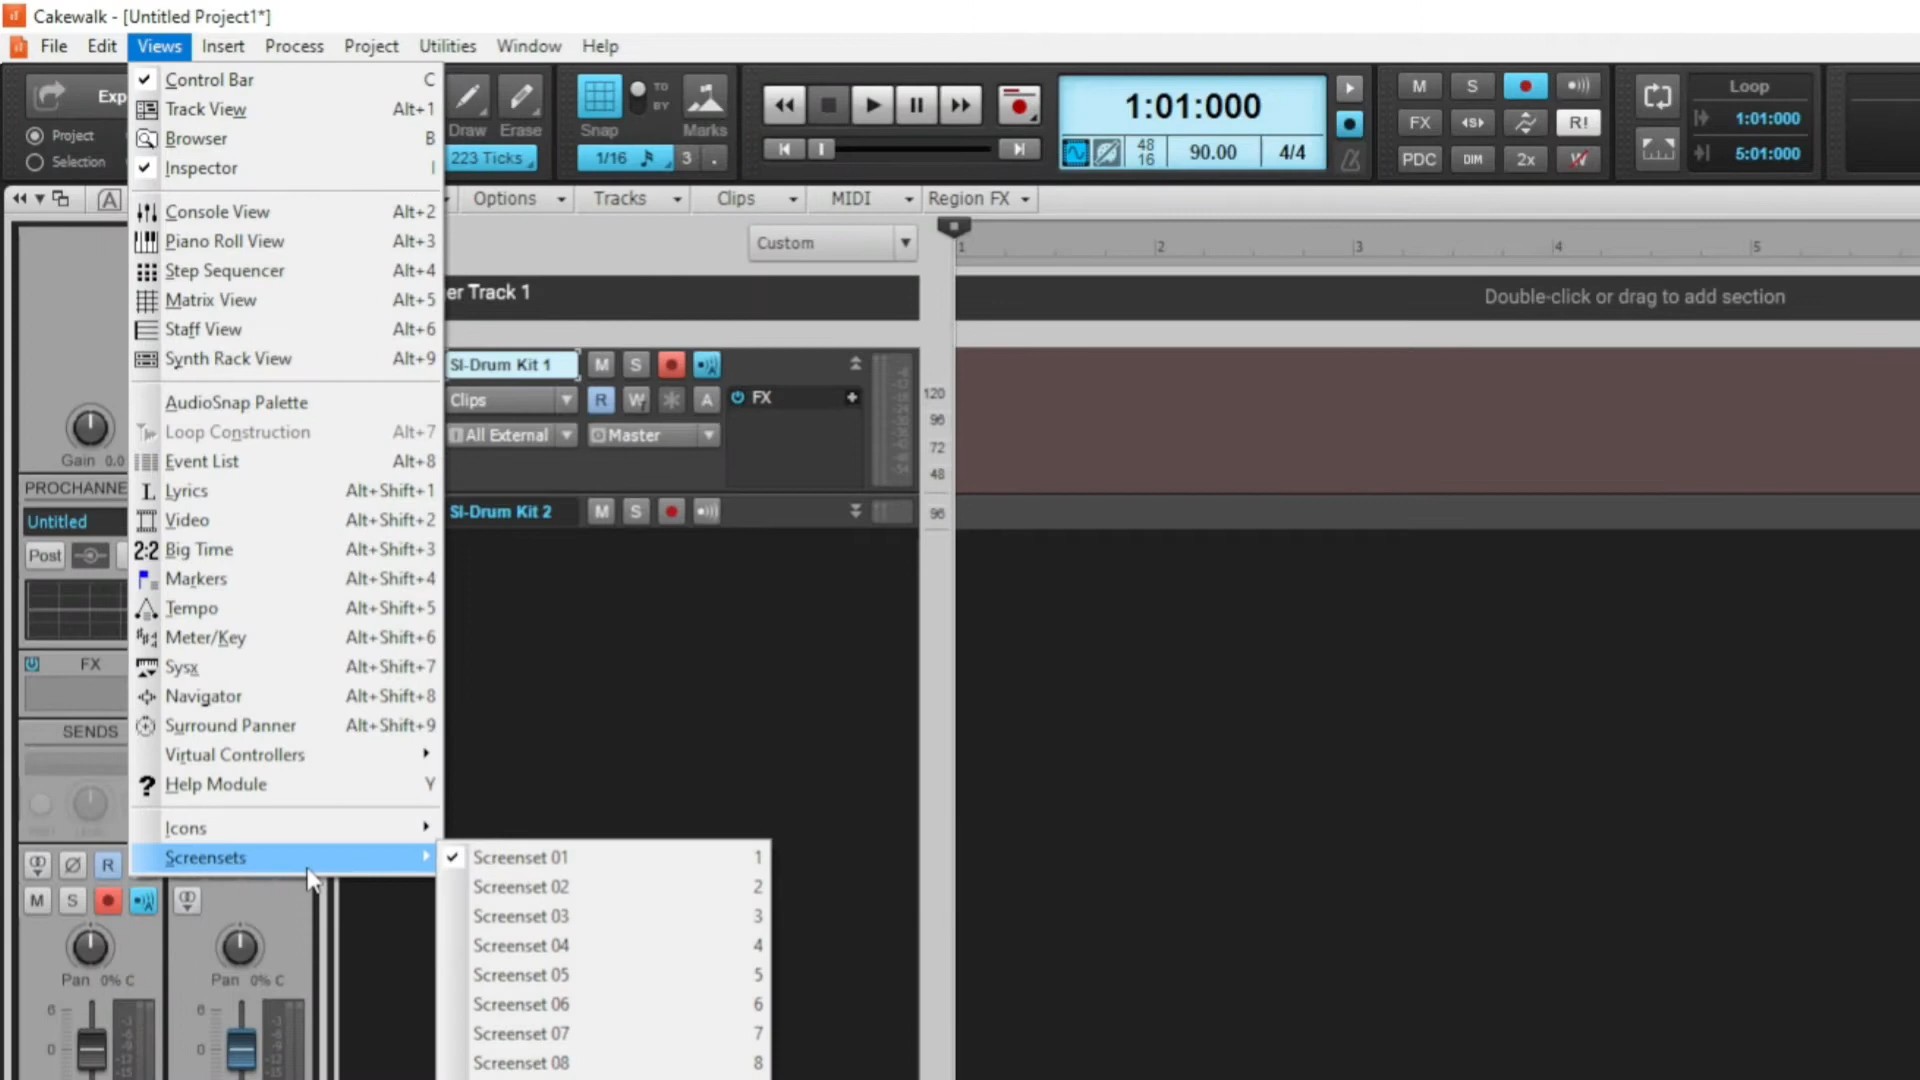 Cakewalk - [Untitled Project1*]
File Edit Views Insert Process Project Utilities Window Help
Exp
Project
Selection
Control Bar C
Track View Alt+1
Browser B
Inspector I
Console View Alt+2
Piano Roll View Alt+3
Step Sequencer Alt+4
Matrix View Alt+5
Staff View Alt+6
Synth Rack View Alt+9
AudioSnap Palette
Loop Construction Alt+7
Event List Alt+8
Lyrics Alt+Shift+1
Video Alt+Shift+2
2:2 Big Time Alt+Shift+3
Markers Alt+Shift+4
Tempo Alt+Shift+5
Meter/Key Alt+Shift+6
Sysx Alt+Shift+7
Navigator Alt+Shift+8
Surround Panner Alt+Shift+9
Virtual Controllers
Help Module Y
Icons
Screensets
Screenset 01 1
Screenset 02 2
Screenset 03 3
Screenset 04 4
Screenset 05 5
Screenset 06 6
Screenset 07 7
Screenset 08 8
Draw Erase
223 Ticks
TO
BY
Snap Marks
1/16 3 .
1:01:000
48
16
90.00 4/4
M S
FX R!
PDC DIM 2x
Loop
1:01:000
5:01:000
Options Tracks Clips MIDI Region FX
Custom
1 2 3 4 5
er Track 1
Double-click or drag to add section
SI-Drum Kit 1 M S
Clips R W A FX
All External Master
120
96
72
48
SI-Drum Kit 2 M S
96
Gain 0.0
PROCHANNE
Untitled
Post
FX
SENDS
R
M S
Pan 0% C Pan 0% C
6 6
0 0